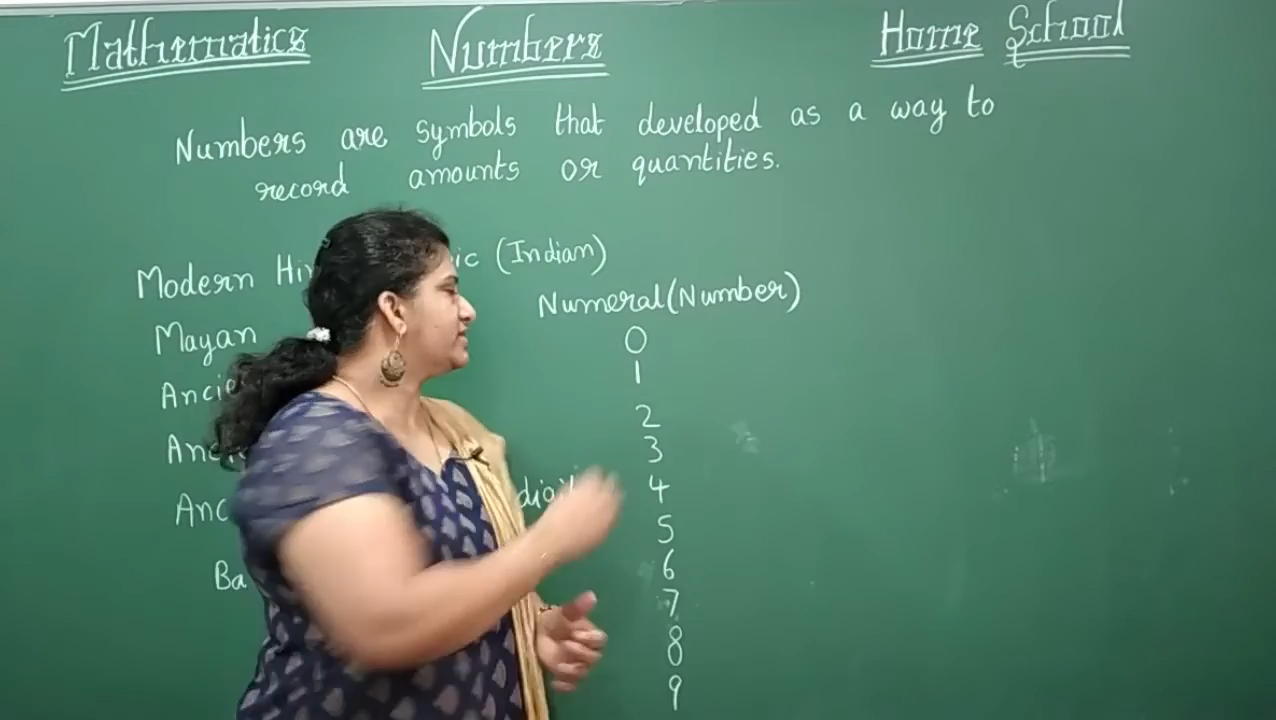 Mathematics Numbers Home School
Numbers are symbols that developed as a way to
record amounts or quantities.
Modern (Indian)
Numeral (Number)
Mayan
0
1
2
3
4
5
6
7
8
9